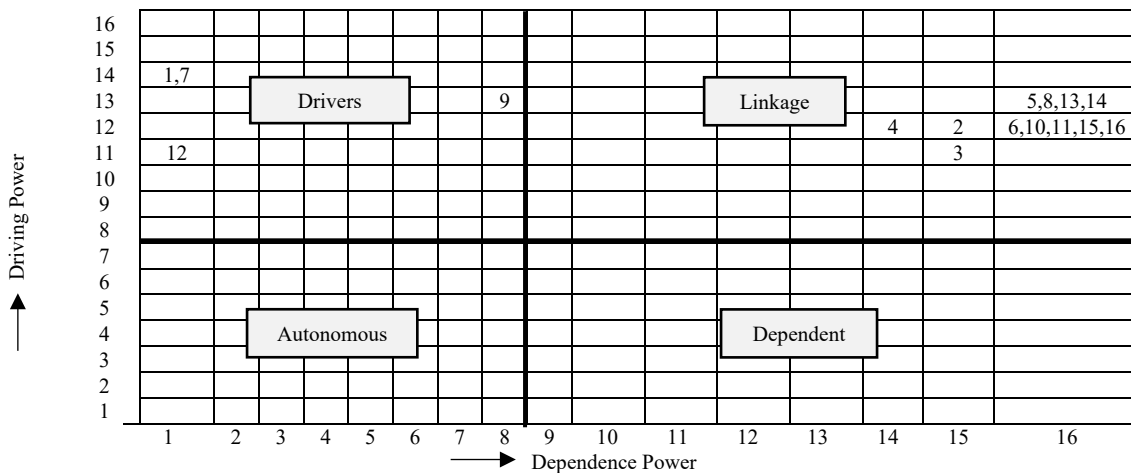 16
15
14 1,7
13 Drivers 9 Linkage 5,8,13,14
12 4 2 6,10,11,15,16
11 12 3
10
9
8
7
6
5
4 Autonomous Dependent
3
2
1
1 2 3 4 5 6 7 8 9 10 11 12 13 14 15 16
Dependence Power
Driving Power